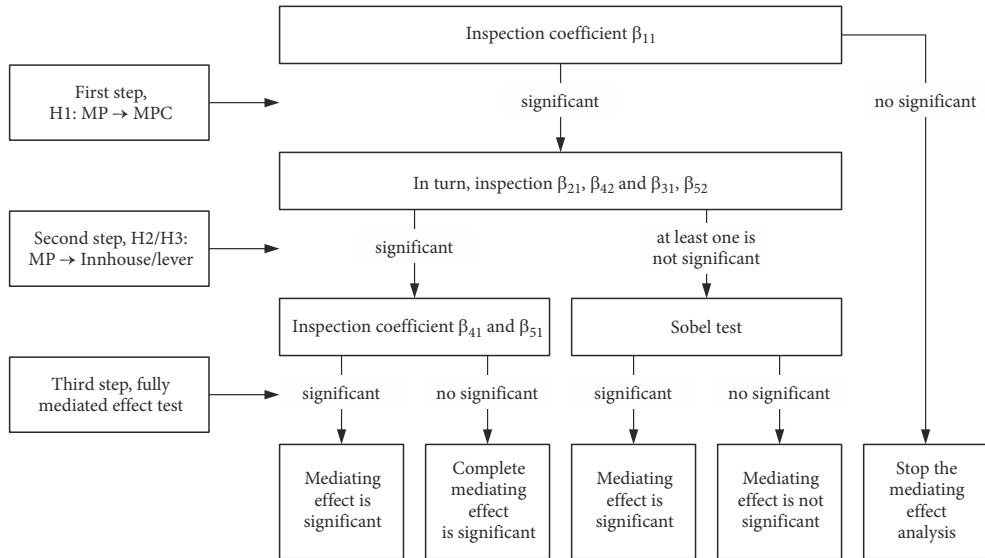 Inspection coefficient β₁₁
First step,
H1: MP → MPC
significant
no significant
In turn, inspection β₂₁, β₄₂ and β₃₁, β₅₂
Second step, H2/H3:
MP → Innhouse/lever
significant
at least one is
not significant
Inspection coefficient β₄₁ and β₅₁
Sobel test
Third step, fully
mediated effect test
significant
no significant
significant
no significant
Mediating
effect is
significant
Complete
mediating
effect
is significant
Mediating
effect is
significant
Mediating
effect is not
significant
Stop the
mediating
effect
analysis